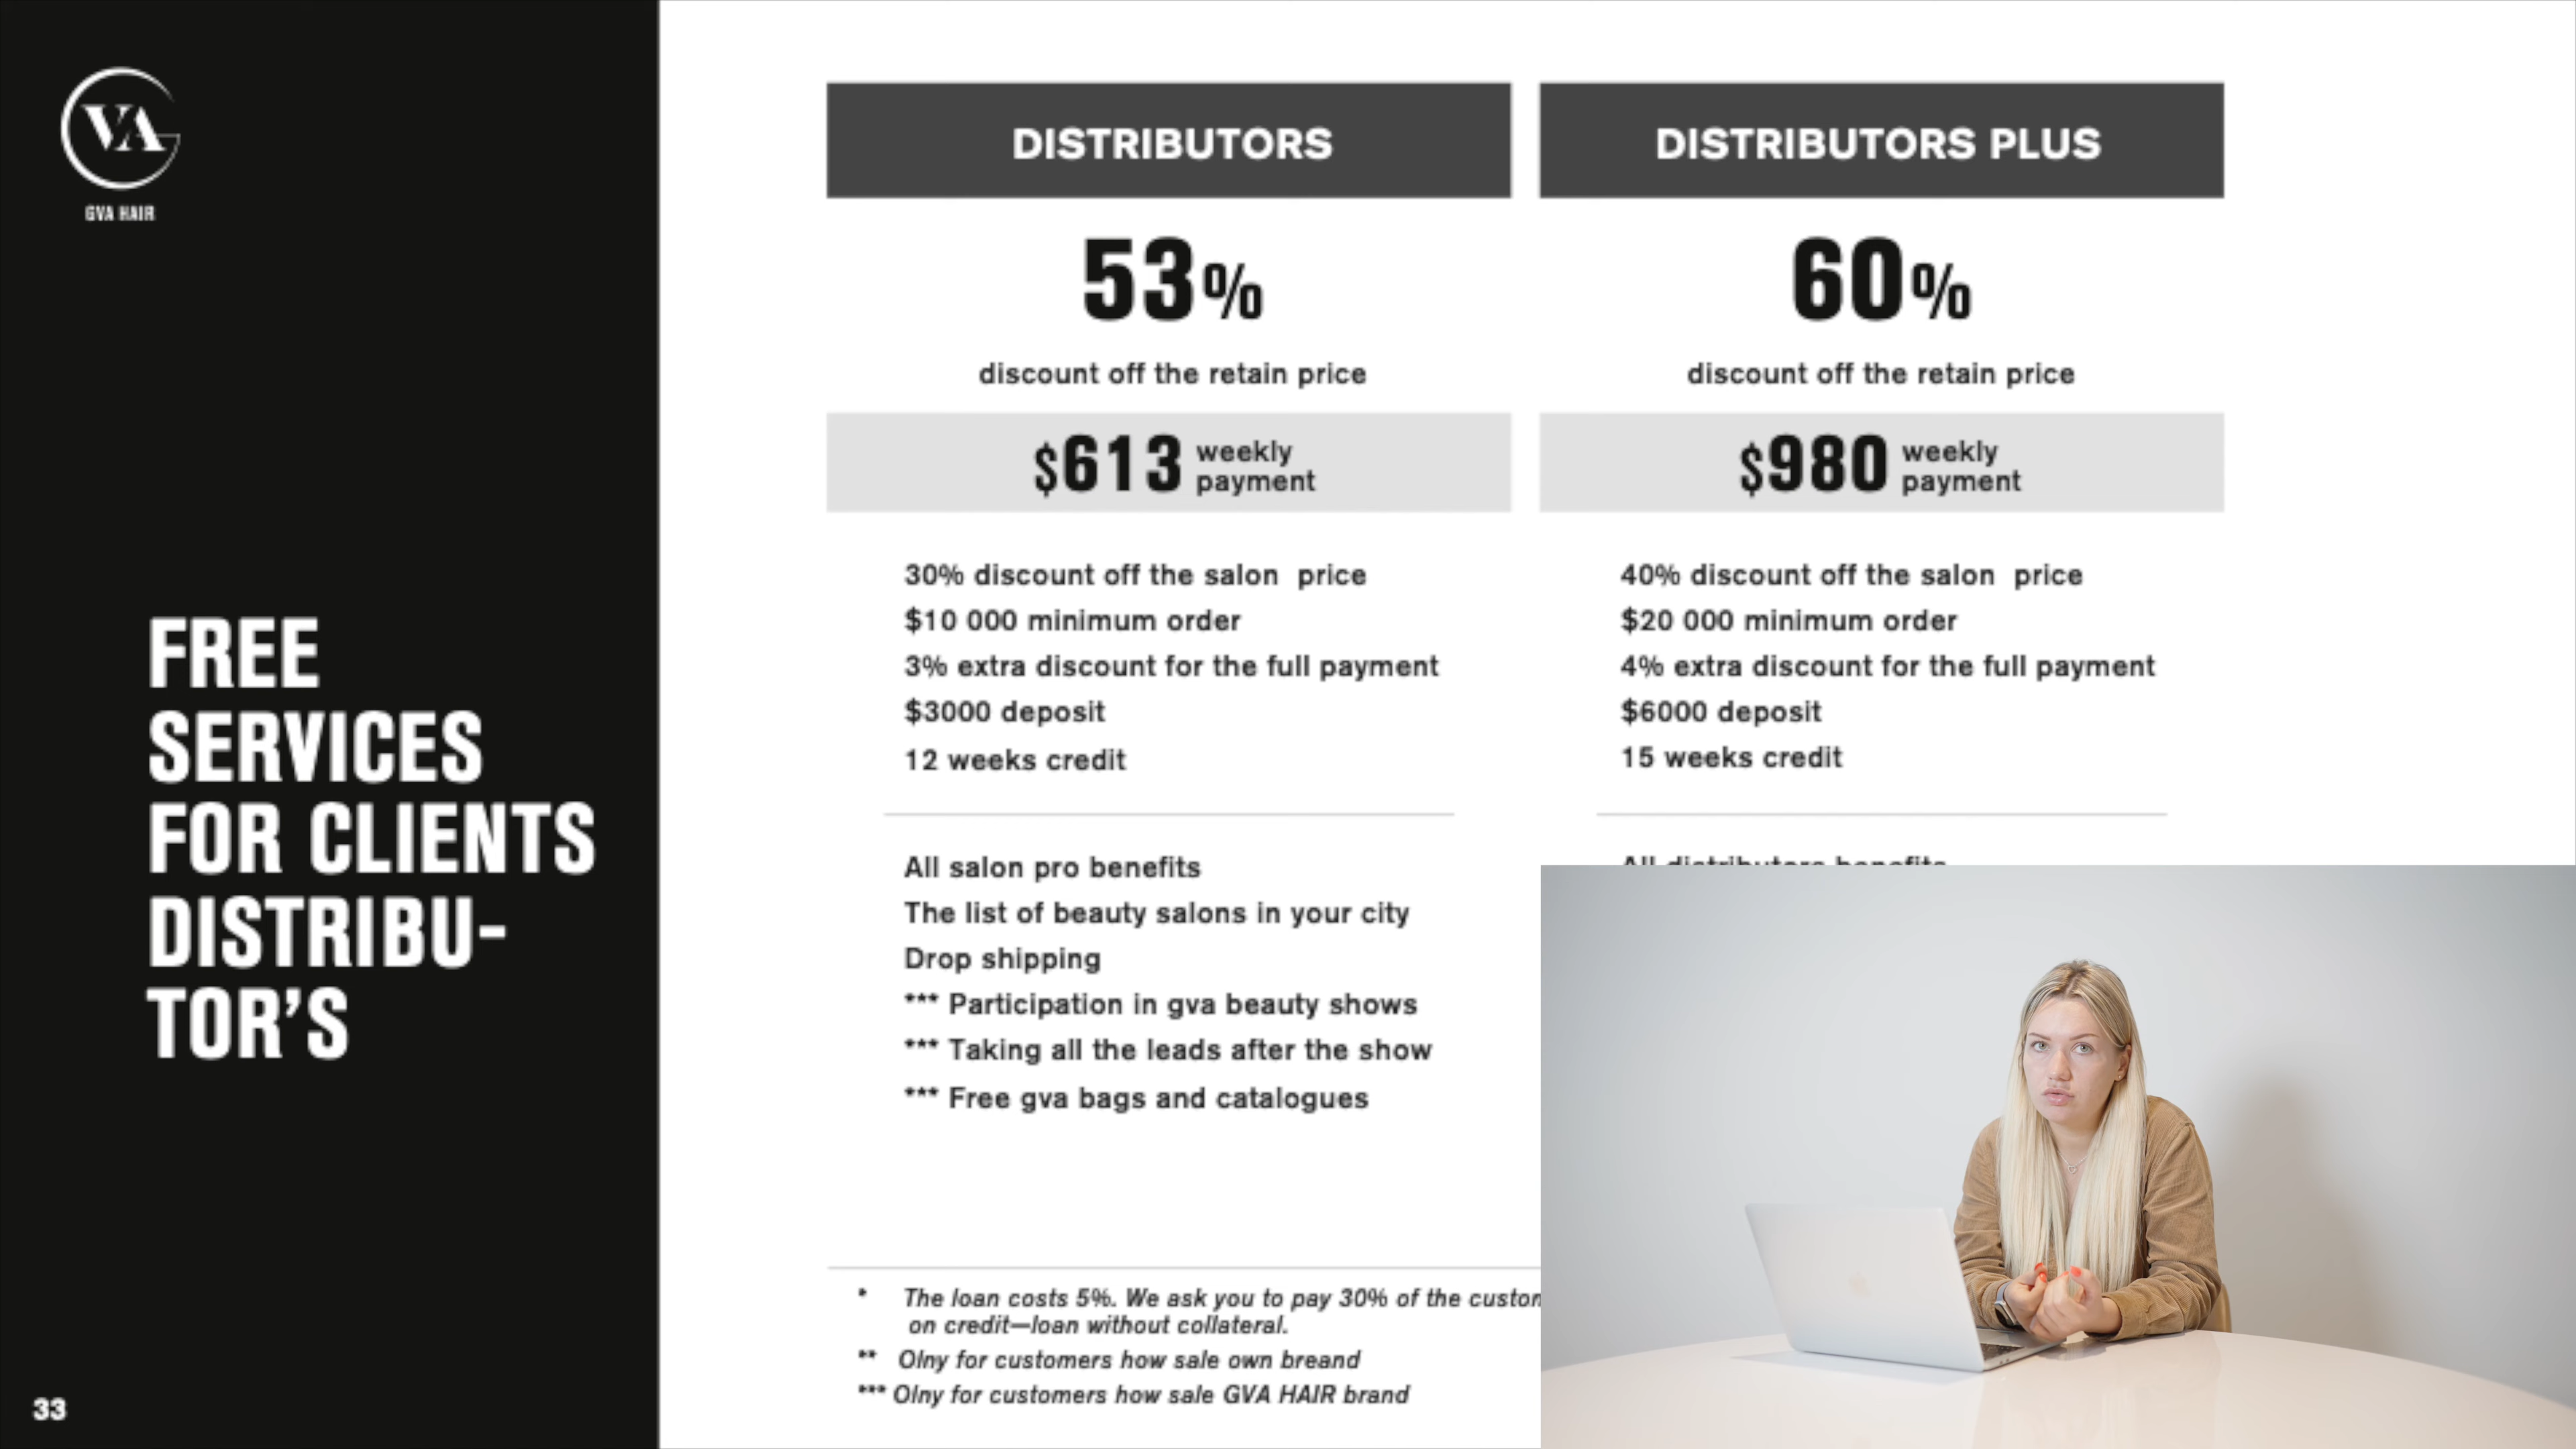 VA
GVA HAIR
FREE
SERVICES
FOR CLIENTS
DISTRIBU-
TOR'S
33
DISTRIBUTORS
53%
discount off the retain price
$613 weekly
payment
30% discount off the salon price
$10 000 minimum order
3% extra discount for the full payment
$3000 deposit
12 weeks credit
All salon pro benefits
The list of beauty salons in your city
Drop shipping
*** Participation in gva beauty shows
*** Taking all the leads after the show
*** Free gva bags and catalogues
DISTRIBUTORS PLUS
60%
discount off the retain price
$980 weekly
payment
40% discount off the salon price
$20 000 minimum order
4% extra discount for the full payment
$6000 deposit
15 weeks credit
All distributors benefits
* The loan costs 5%. We ask you to pay 30% of the
on credit—loan without collateral.
** Olny for customers how sale own breand
*** Olny for customers how sale GVA HAIR brand